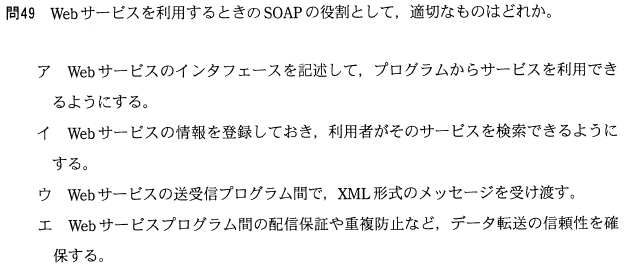 問49 Webサービスを利用するときのSOAPの役割として，適切なものはどれか。
ア Webサービスのインタフェースを記述して，プログラムからサービスを利用でき
るようにする。
イ Webサービスの情報を登録しておき，利用者がそのサービスを検索できるように
する。
ウ Webサービスの送受信プログラム間で，XML形式のメッセージを受け渡す。
エ Webサービスプログラム間の配信保証や重複防止など，データ転送の信頼性を確
保する。